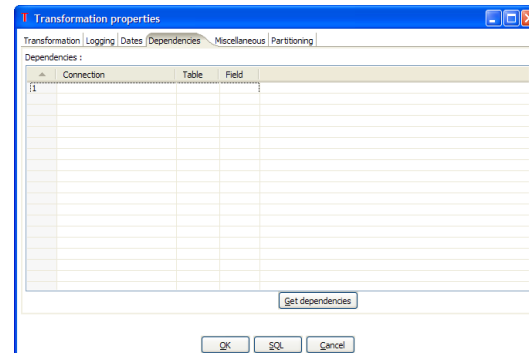 Transformation properties
Transformation Logging Dates Dependencies Miscellaneous Partitioning
Dependencies :
Connection Table Field
1
Get dependencies
OK SQL Cancel